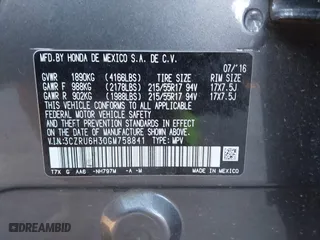 MFD.BY HONDA DE MEXICO S.A. DE C.V.
07/'16
GVWR 1890KG (4166LBS) TIRE SIZE RIM SIZE
GAWR F 988KG (2178LBS) 215/55R17 94V 17X7.5J
GAWR R 902KG (1988LBS) 215/55R17 94V 17X7.5J
THIS VEHICLE CONFORMS TO ALL APPLICABLE
FEDERAL MOTOR VEHICLE SAFETY, BUMPER,
AND THEFT PREVENTION STANDARDS IN EFFECT
ON THE DATE OF MANUFACTURE SHOWN ABOVE.
V.I.N:3CZRU6H30GM758841 TYPE: MPV
T7X G AA6 -NH797M -A -M
MADE IN MEXICO